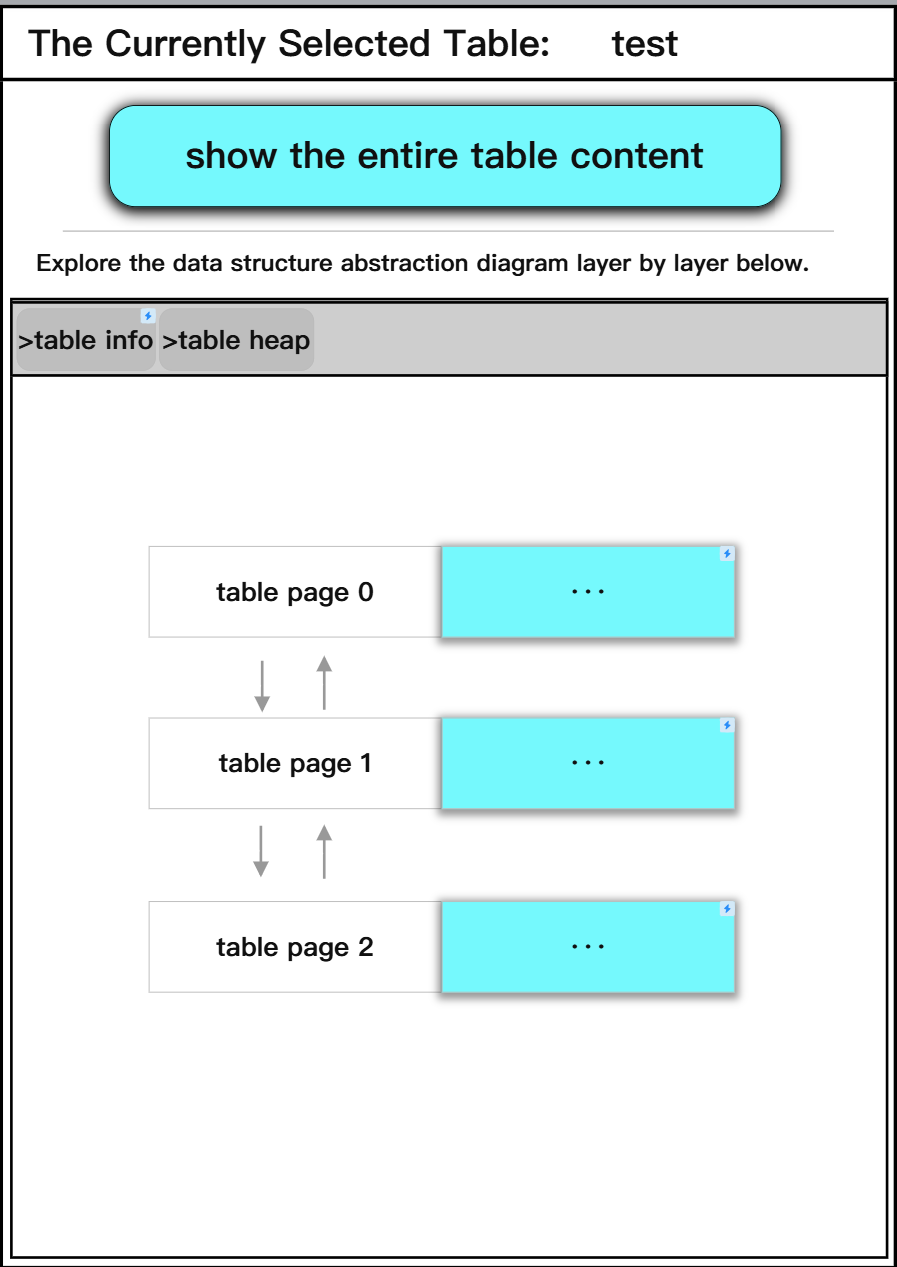 The Currently Selected Table: test
show the entire table content
Explore the data structure abstraction diagram layer by layer below.
>table info >table heap
table page 0 ...
table page 1 ...
table page 2 ...